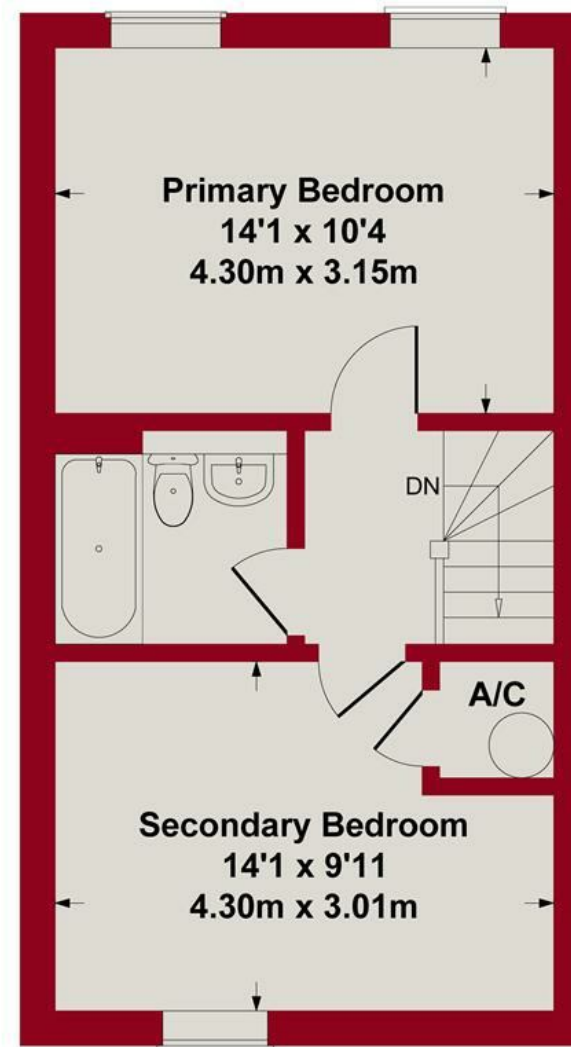 Primary Bedroom
14'1 x 10'4
4.30m x 3.15m
DN
A/C
Secondary Bedroom
14'1 x 9'11
4.30m x 3.01m